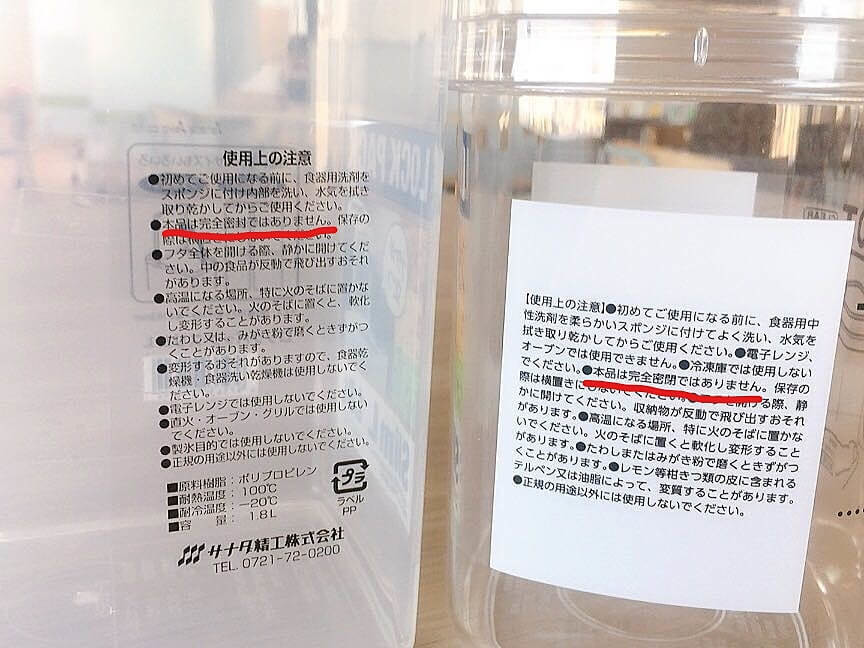 使用上の注意
●初めてご使用になる前に、食器用洗剤を
スポンジに付け内部を洗い、水気を拭き
取り乾かしてからご使用ください。
●本品は完全密封ではありません。保存の
際は横置きにしないでください。
●フタ全体を開ける際、静かに開けてくだ
さい。中の食品が反動で飛び出すおそれ
があります。
●高温になる場所、特に火のそばに置かな
いでください。火のそばに置くと、軟化
し変形することがあります。
●たわし又は、みがき粉で磨くときずがつ
くことがあります。
●変形するおそれがありますので、食器乾
燥機・食器洗い乾燥機は使用しないでく
ださい。
●電子レンジでは使用しないでください。
●直火・オーブン・グリルでは使用しない
でください。
●製氷目的では使用しないでください。
●正規の用途以外には使用しないでください。
■原料樹脂：ポリプロピレン
■耐熱温度：100℃
■耐冷温度：−20℃
■容　　量：1.8L
プラ
ラベル
PP
サナダ精工株式会社
TEL. 0721-72-0200
LOCK
【使用上の注意】●初めてご使用になる前に、食器用中
性洗剤を柔らかいスポンジに付けてよく洗い、水気を
拭き取り乾かしてからご使用ください。●電子レンジ、
オーブンでは使用できません。●冷凍庫では使用しない
でください。●本品は完全密閉ではありません。保存の
際は横置きにしないでください。
開ける際、静
かに開けてください。収納物が反動で飛び出すおそれ
があります。●高温になる場所、特に火のそばに置かな
いでください。火のそばに置くと軟化し変形すること
があります。●たわしまたはみがき粉で磨くときずがつ
くことがあります。●レモン等柑きつ類の皮に含まれる
テルペン又は油脂によって、変質することがあります。
●正規の用途以外には使用しないでください。
CLEAR